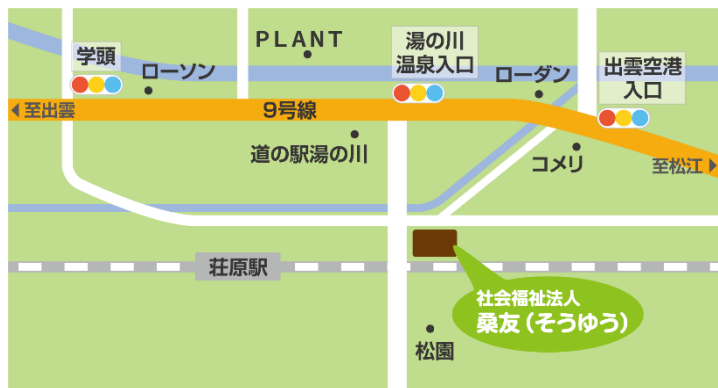 学頭
ローソン
PLANT
湯の川
温泉入口
ローダン
出雲空港
入口
至出雲
9号線
道の駅湯の川
コメリ
至松江
荘原駅
社会福祉法人
桑友(そうゆう)
松園